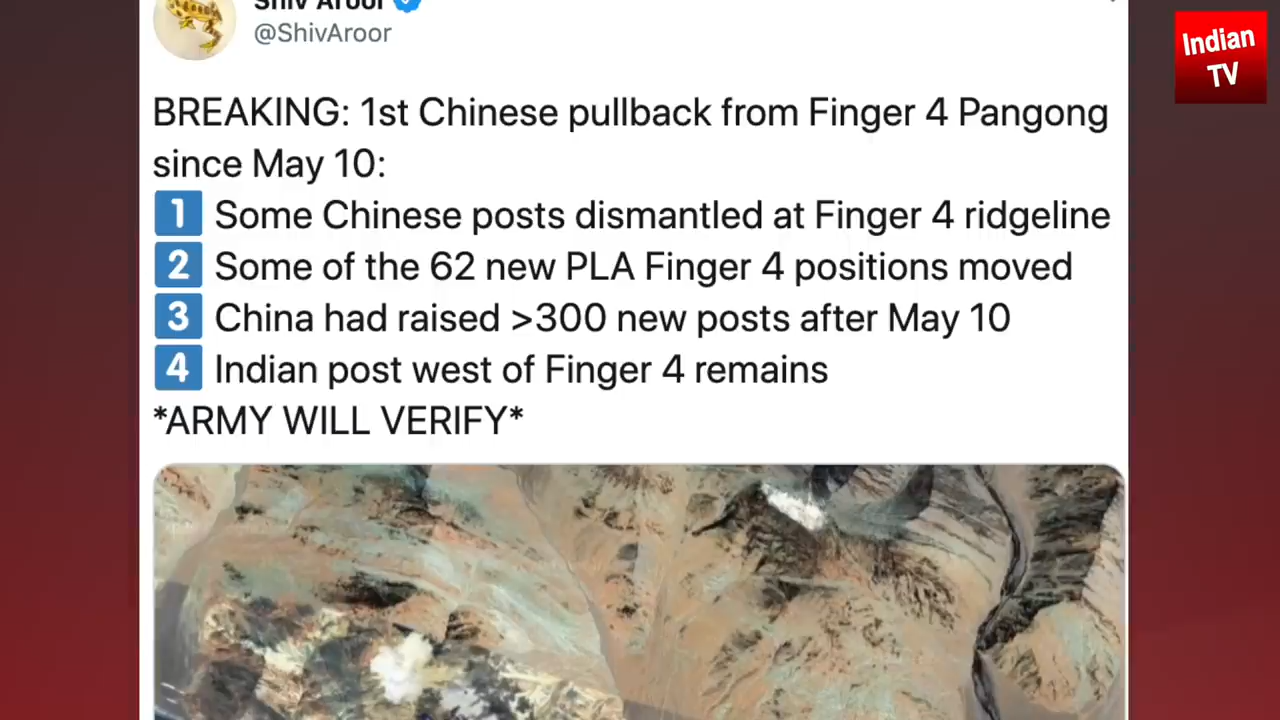 Shiv Aroor
@ShivAroor
Indian
TV
BREAKING: 1st Chinese pullback from Finger 4 Pangong
since May 10:
1 Some Chinese posts dismantled at Finger 4 ridgeline
2 Some of the 62 new PLA Finger 4 positions moved
3 China had raised >300 new posts after May 10
4 Indian post west of Finger 4 remains
*ARMY WILL VERIFY*